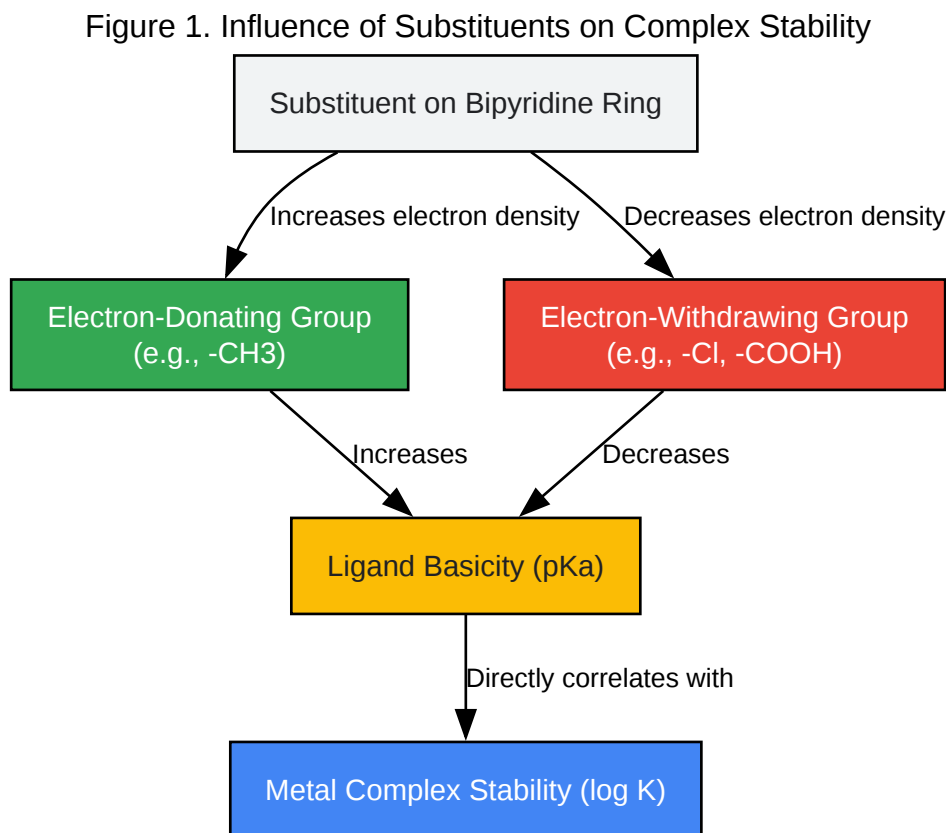 Figure 1. Influence of Substituents on Complex Stability
Substituent on Bipyridine Ring
Increases electron density
Decreases electron density
Electron-Donating Group
(e.g., -CH3)
Electron-Withdrawing Group
(e.g., -Cl, -COOH)
Increases
Decreases
Ligand Basicity (pKa)
Directly correlates with
Metal Complex Stability (log K)